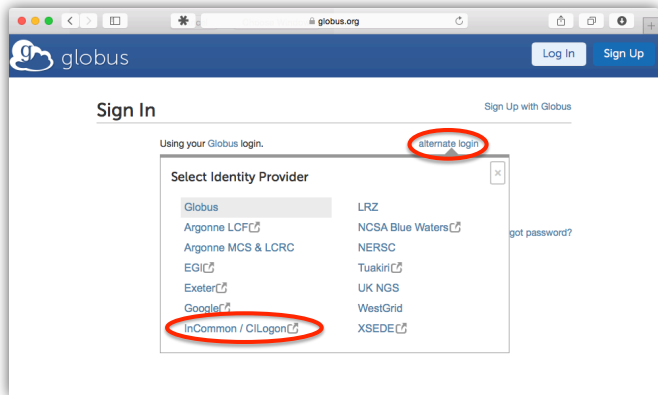 globus.org
globus
Log In
Sign Up
Sign In
Sign Up with Globus
Using your Globus login.
alternate login
Select Identity Provider
Globus
LRZ
Argonne LCF
NCSA Blue Waters
Argonne MCS & LCRC
NERSC
got password?
EGI
Tuakiri
Exeter
UK NGS
Google
WestGrid
InCommon / CILogon
XSEDE